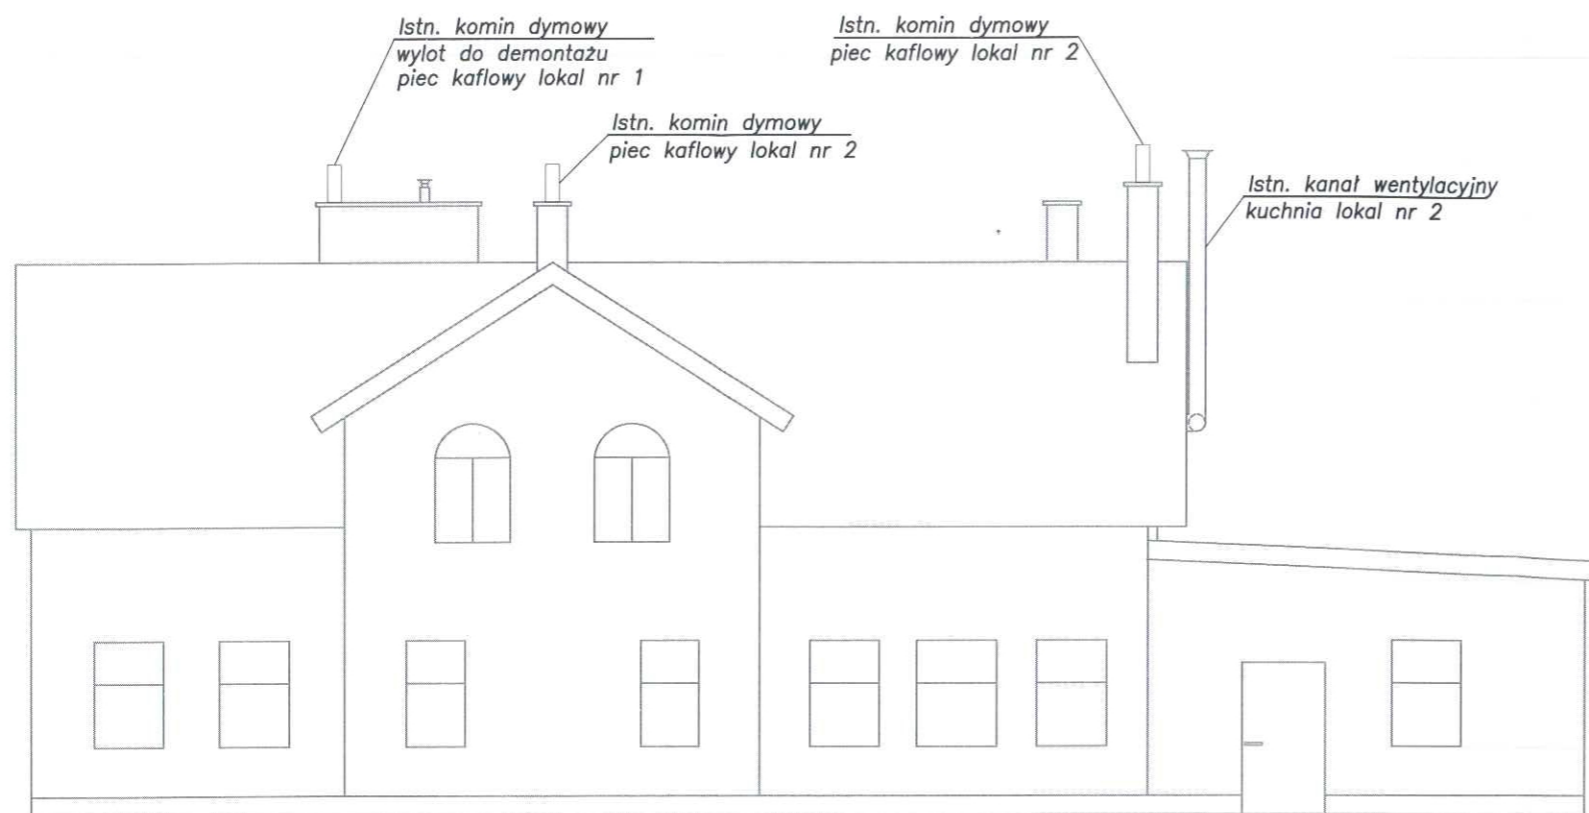 Istn. komin dymowy
wylot do demontażu
piec kaflowy lokal nr 1
Istn. komin dymowy
piec kaflowy lokal nr 2
Istn. komin dymowy
piec kaflowy lokal nr 2
Istn. kanał wentylacyjny
kuchnia lokal nr 2